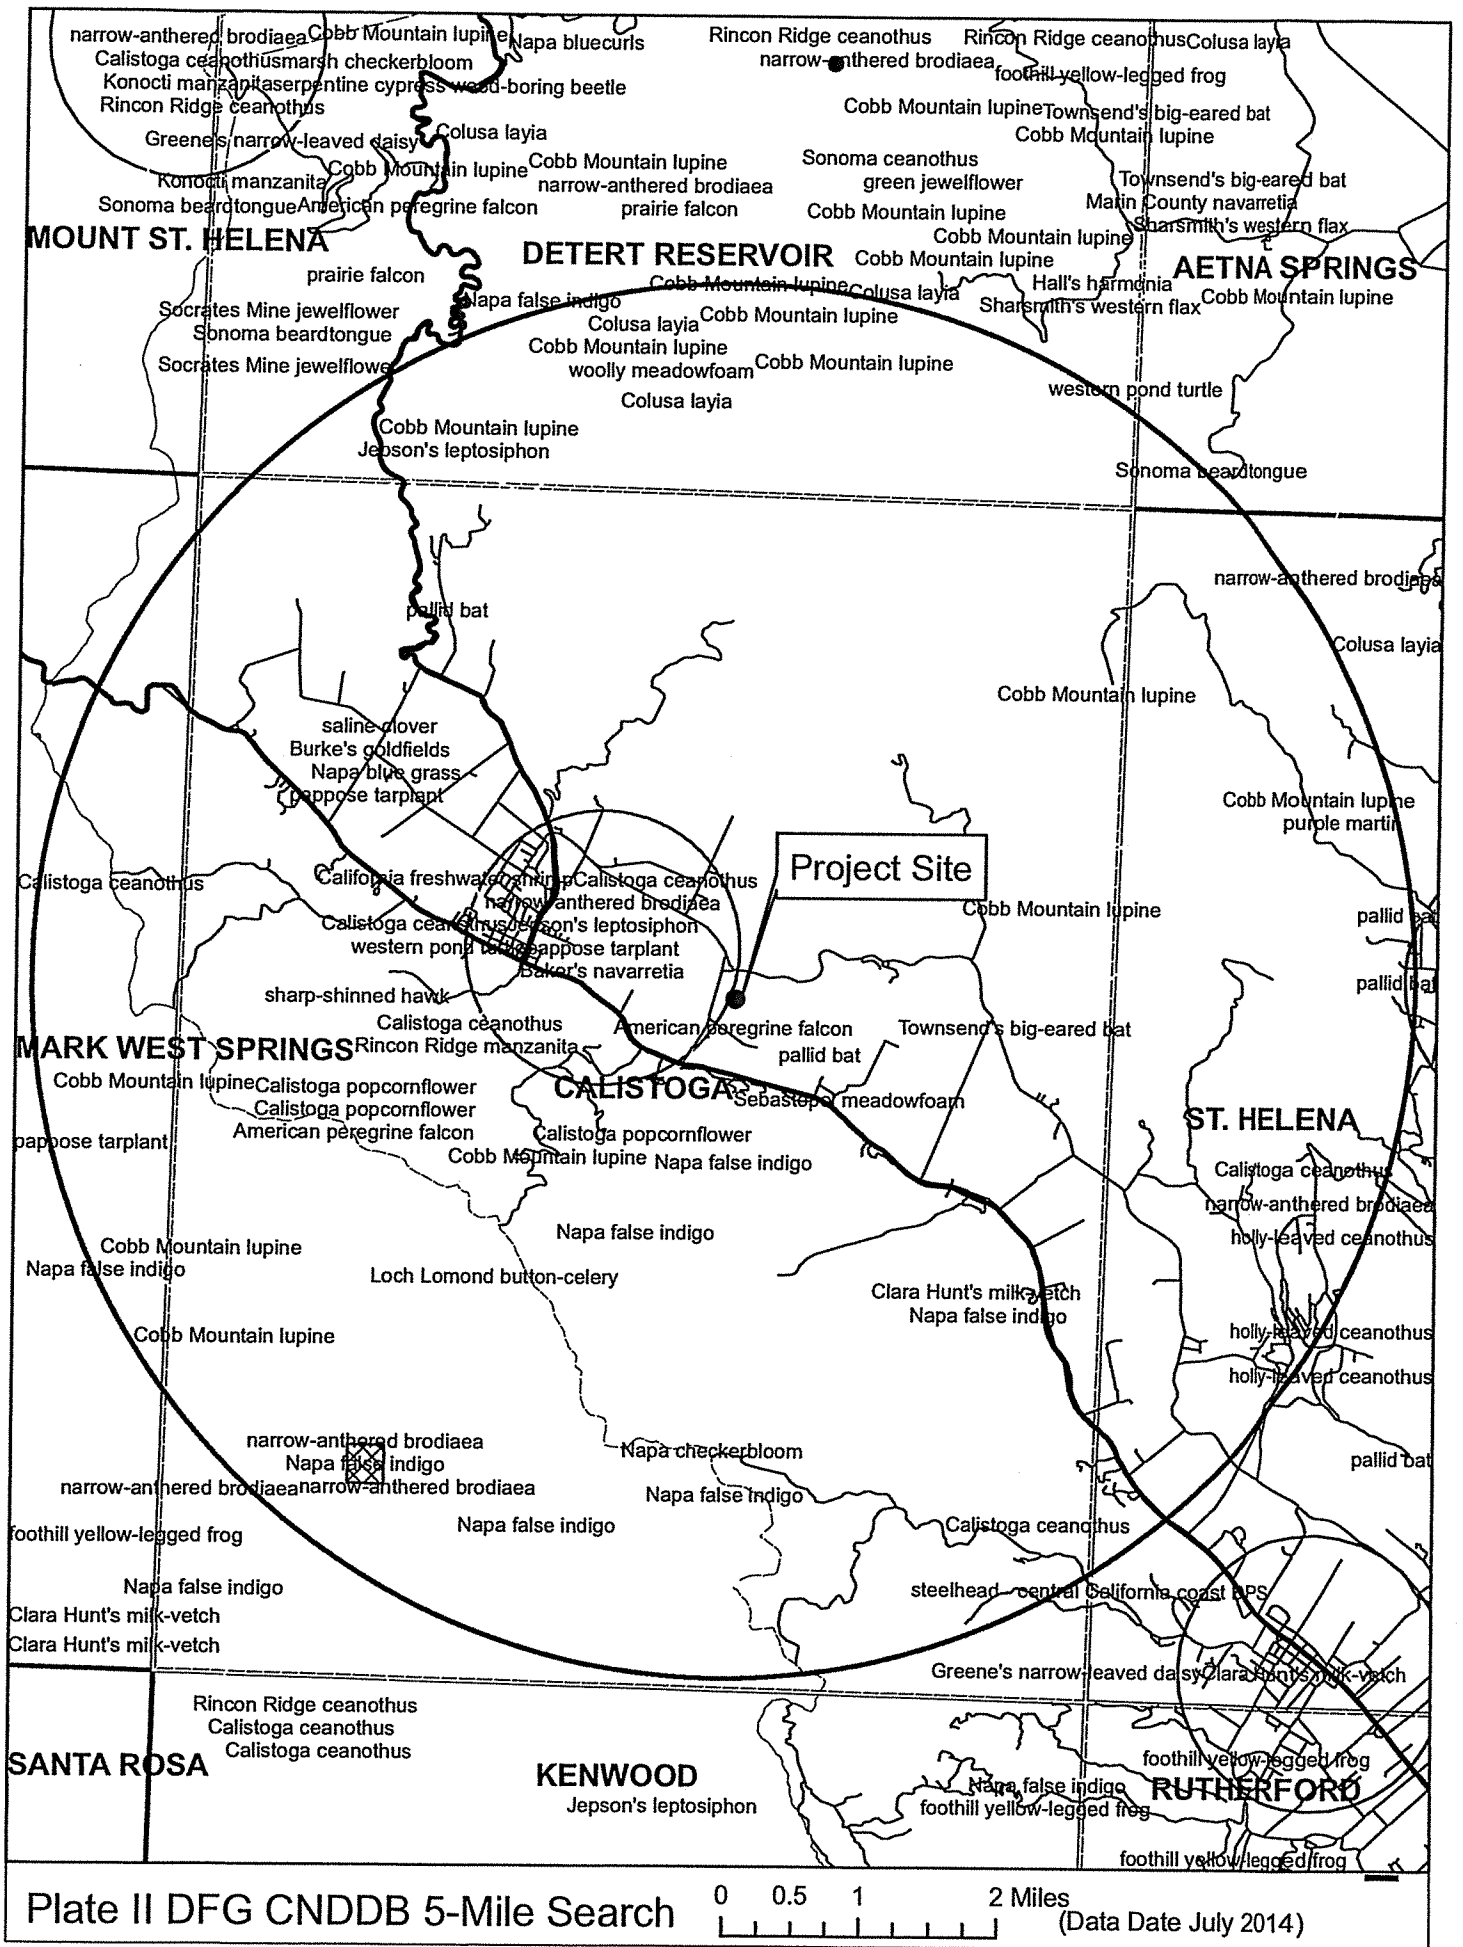 narrow-anthered brodiaea Cobb Mountain lupine Napa bluecurls Rincon Ridge ceanothus Rincon Ridge ceanothus Colusa layia
Calistoga ceanothus marsh checkerbloom narrow-anthered brodiaea foothill yellow-legged frog
Konocti manzanita serpentine cypress wood-boring beetle
Rincon Ridge ceanothus Cobb Mountain lupine Townsend's big-eared bat
Greene's narrow-leaved daisy Colusa layia Cobb Mountain lupine
Konocti manzanita Cobb Mountain lupine Cobb Mountain lupine Sonoma ceanothus
narrow-anthered brodiaea green jewelflower Townsend's big-eared bat
Sonoma beardtongue American peregrine falcon prairie falcon Cobb Mountain lupine Marin County navarretia
Sharsmith's western flax
MOUNT ST. HELENA DETERT RESERVOIR Cobb Mountain lupine
Cobb Mountain lupine AETNA SPRINGS
prairie falcon Cobb Mountain lupine Colusa layia Hall's harmonia
Napa false indigo Sharsmith's western flax Cobb Mountain lupine
Socrates Mine jewelflower Colusa layia Cobb Mountain lupine
Sonoma beardtongue Cobb Mountain lupine
Socrates Mine jewelflowe woolly meadowfoam Cobb Mountain lupine
Colusa layia western pond turtle
Cobb Mountain lupine
Jepson's leptosiphon
Sonoma beardtongue
narrow-anthered brodiaea
pallid bat
Colusa layia
Cobb Mountain lupine
saline clover
Burke's goldfields
Napa blue grass
pappose tarplant
Cobb Mountain lupine
purple martin
Project Site
Calistoga ceanothus California freshwater shrimp Calistoga ceanothus
narrow-anthered brodiaea Cobb Mountain lupine pallid bat
Calistoga ceanothus Jepson's leptosiphon
western pond turtle pappose tarplant
Baker's navarretia pallid bat
sharp-shinned hawk
Calistoga ceanothus American peregrine falcon Townsend's big-eared bat
MARK WEST SPRINGS Rincon Ridge manzanita pallid bat
Cobb Mountain lupine Calistoga popcornflower CALISTOGA Sebastopol meadowfoam
Calistoga popcornflower ST. HELENA
pappose tarplant American peregrine falcon Calistoga popcornflower
Cobb Mountain lupine Napa false indigo Calistoga ceanothus
narrow-anthered brodiaea
Napa false indigo holly-leaved ceanothus
Cobb Mountain lupine
Napa false indigo Loch Lomond button-celery
Clara Hunt's milk-vetch
Napa false indigo
Cobb Mountain lupine holly-leaved ceanothus
holly-leaved ceanothus
narrow-anthered brodiaea Napa checkerbloom pallid bat
Napa false indigo
narrow-anthered brodiaea narrow-anthered brodiaea Napa false indigo
foothill yellow-legged frog Napa false indigo Calistoga ceanothus
Napa false indigo steelhead - central California coast DPS
Clara Hunt's milk-vetch
Clara Hunt's milk-vetch
Greene's narrow-leaved daisy Clara Hunt's milk-vetch
Rincon Ridge ceanothus
Calistoga ceanothus
Calistoga ceanothus
SANTA ROSA KENWOOD foothill yellow-legged frog
Napa false indigo RUTHERFORD
Jepson's leptosiphon foothill yellow-legged frog
foothill yellow-legged frog
Plate II DFG CNDDB 5-Mile Search 0 0.5 1 2 Miles
(Data Date July 2014)